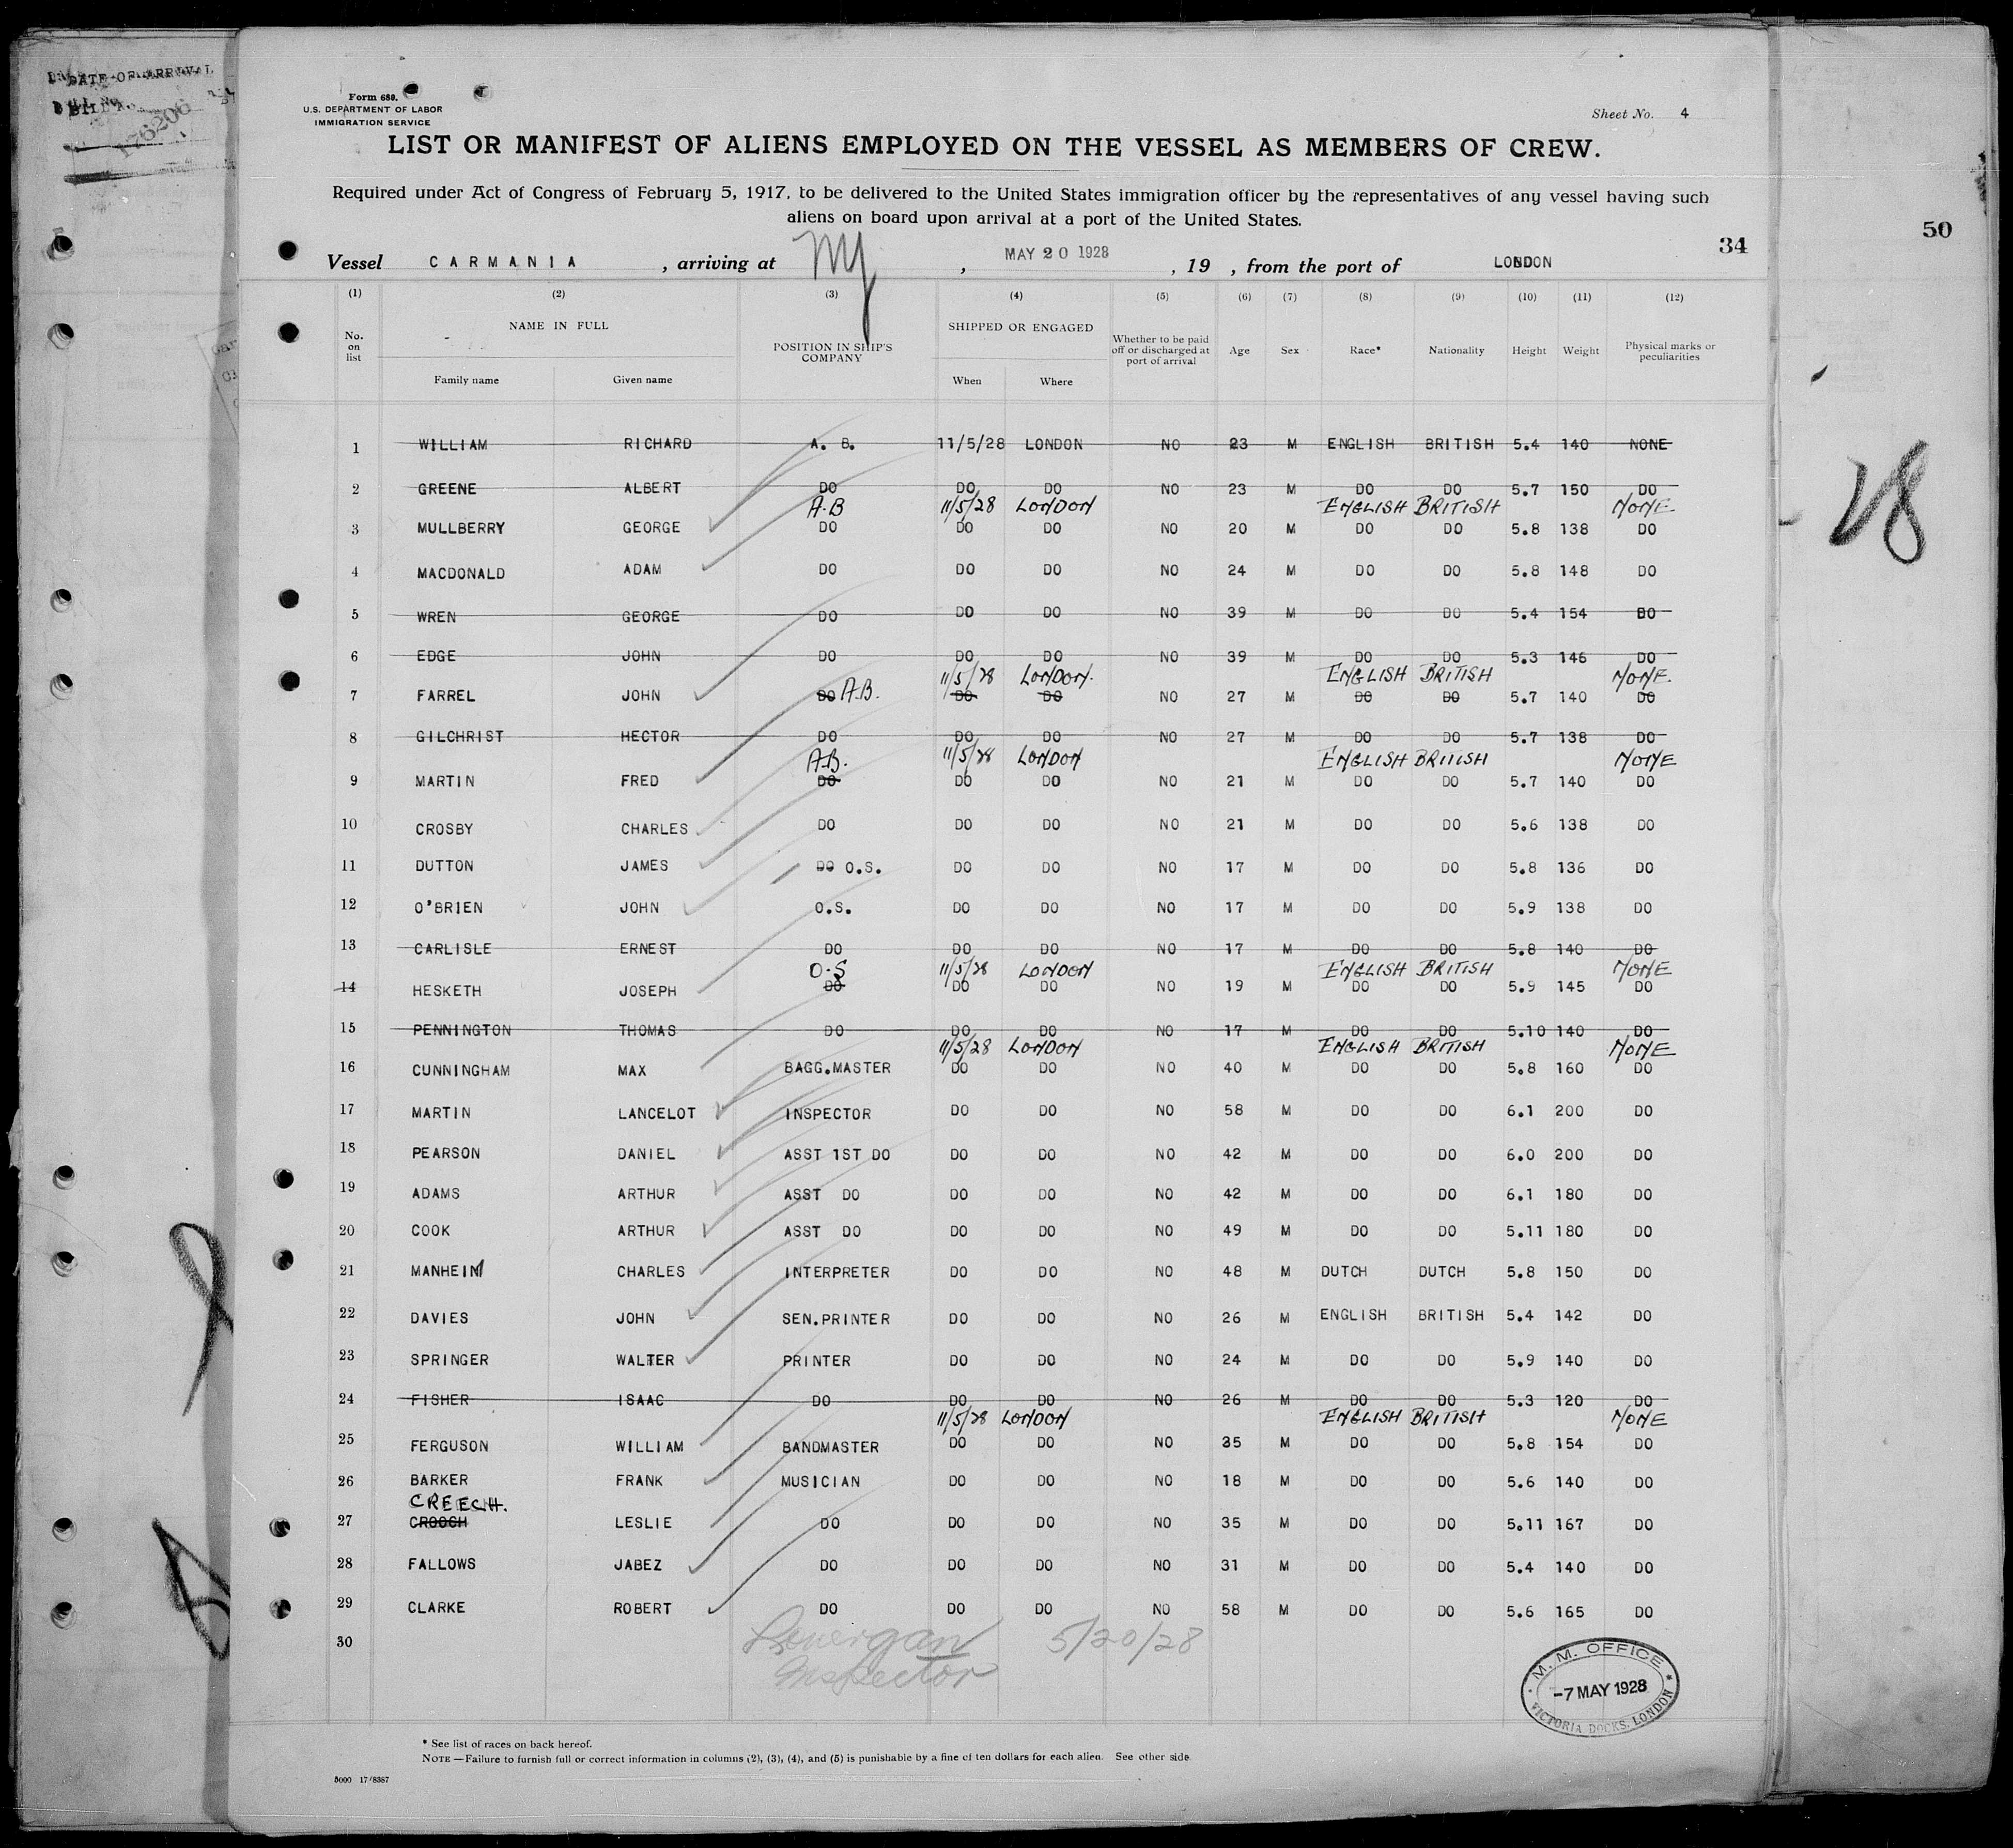 DATE OF ARRIVAL
176206
Form 680.
U.S. DEPARTMENT OF LABOR
IMMIGRATION SERVICE
Sheet No. 4
LIST OR MANIFEST OF ALIENS EMPLOYED ON THE VESSEL AS MEMBERS OF CREW.
Required under Act of Congress of February 5, 1917, to be delivered to the United States immigration officer by the representatives of any vessel having such
aliens on board upon arrival at a port of the United States.
34
50
Vessel CARMANIA , arriving at NY , MAY 20 1928 , 19 , from the port of LONDON
(1) (2) (3) (4) (5) (6) (7) (8) (9) (10) (11) (12)
No. on list NAME IN FULL POSITION IN SHIP'S COMPANY SHIPPED OR ENGAGED Whether to be paid off or discharged at port of arrival Age Sex Race* Nationality Height Weight Physical marks or peculiarities
Family name Given name When Where
1 WILLIAM RICHARD A. B. 11/5/28 LONDON NO 23 M ENGLISH BRITISH 5.4 140 NONE
2 GREENE ALBERT DO DO DO NO 23 M DO DO 5.7 150 DO
A.B 11/5/28 LONDON ENGLISH BRITISH NONE
3 MULLBERRY GEORGE DO DO DO NO 20 M DO DO 5.8 138 DO
4 MACDONALD ADAM DO DO DO NO 24 M DO DO 5.8 148 DO
5 WREN GEORGE DO DO DO NO 39 M DO DO 5.4 154 DO
6 EDGE JOHN DO DO DO NO 39 M DO DO 5.3 146 DO
11/5/28 LONDON. ENGLISH BRITISH NONE.
7 FARREL JOHN DO A.B. DO DO NO 27 M DO DO 5.7 140 DO
8 GILCHRIST HECTOR DO DO DO NO 27 M DO DO 5.7 138 DO
A.B. 11/5/28 LONDON ENGLISH BRITISH NONE
9 MARTIN FRED DO DO DO NO 21 M DO DO 5.7 140 DO
10 CROSBY CHARLES DO DO DO NO 21 M DO DO 5.6 138 DO
11 DUTTON JAMES DO O.S. DO DO NO 17 M DO DO 5.8 136 DO
12 O'BRIEN JOHN O.S. DO DO NO 17 M DO DO 5.9 138 DO
13 CARLISLE ERNEST DO DO DO NO 17 M DO DO 5.8 140 DO
O.S 11/5/28 LONDON ENGLISH BRITISH NONE
14 HESKETH JOSEPH DO DO DO NO 19 M DO DO 5.9 145 DO
15 PENNINGTON THOMAS DO DO DO NO 17 M DO DO 5.10 140 DO
11/5/28 LONDON ENGLISH BRITISH NONE
16 CUNNINGHAM MAX BAGG.MASTER DO DO NO 40 M DO DO 5.8 160 DO
17 MARTIN LANCELOT INSPECTOR DO DO NO 58 M DO DO 6.1 200 DO
18 PEARSON DANIEL ASST 1ST DO DO DO NO 42 M DO DO 6.0 200 DO
19 ADAMS ARTHUR ASST DO DO DO NO 42 M DO DO 6.1 180 DO
20 COOK ARTHUR ASST DO DO DO NO 49 M DO DO 5.11 180 DO
21 MANHEIM CHARLES INTERPRETER DO DO NO 48 M DUTCH DUTCH 5.8 150 DO
22 DAVIES JOHN SEN.PRINTER DO DO NO 26 M ENGLISH BRITISH 5.4 142 DO
23 SPRINGER WALTER PRINTER DO DO NO 24 M DO DO 5.9 140 DO
24 FISHER ISAAC DO DO DO NO 26 M DO DO 5.3 120 DO
11/5/28 LONDON ENGLISH BRITISH NONE
25 FERGUSON WILLIAM BANDMASTER DO DO NO 35 M DO DO 5.8 154 DO
26 BARKER FRANK MUSICIAN DO DO NO 18 M DO DO 5.6 140 DO
CREECH.
27 CROOCH LESLIE DO DO DO NO 35 M DO DO 5.11 167 DO
28 FALLOWS JABEZ DO DO DO NO 31 M DO DO 5.4 140 DO
29 CLARKE ROBERT DO DO DO NO 58 M DO DO 5.6 165 DO
30
5/20/28
Inspector
28
M. M. OFFICE
-7 MAY 1928
VICTORIA DOCKS, LONDON
* See list of races on back hereof.
NOTE —Failure to furnish full or correct information in columns (2), (3), (4), and (5) is punishable by a fine of ten dollars for each alien. See other side
5000 17/8387